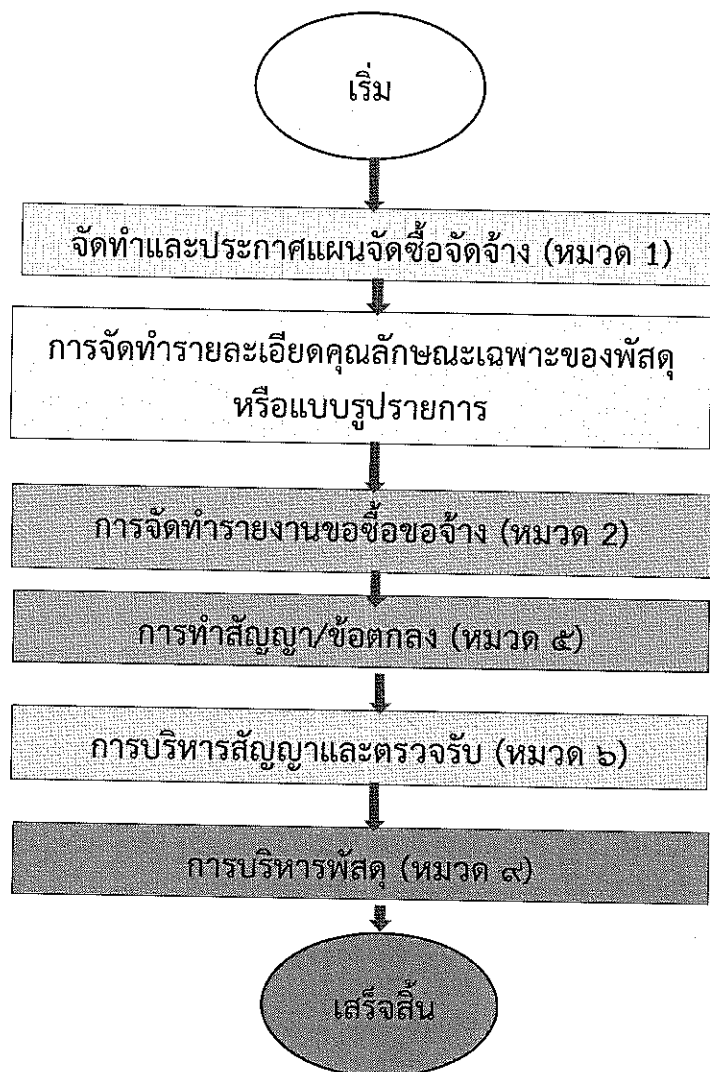 เริ่ม
จัดทำและประกาศแผนจัดซื้อจัดจ้าง (หมวด 1)
การจัดทำรายละเอียดคุณลักษณะเฉพาะของพัสดุ
หรือแบบรูปรายการ
การจัดทำรายงานขอซื้อขอจ้าง (หมวด 2)
การทำสัญญา/ข้อตกลง (หมวด ๕)
การบริหารสัญญาและตรวจรับ (หมวด ๖)
การบริหารพัสดุ (หมวด ๙)
เสร็จสิ้น